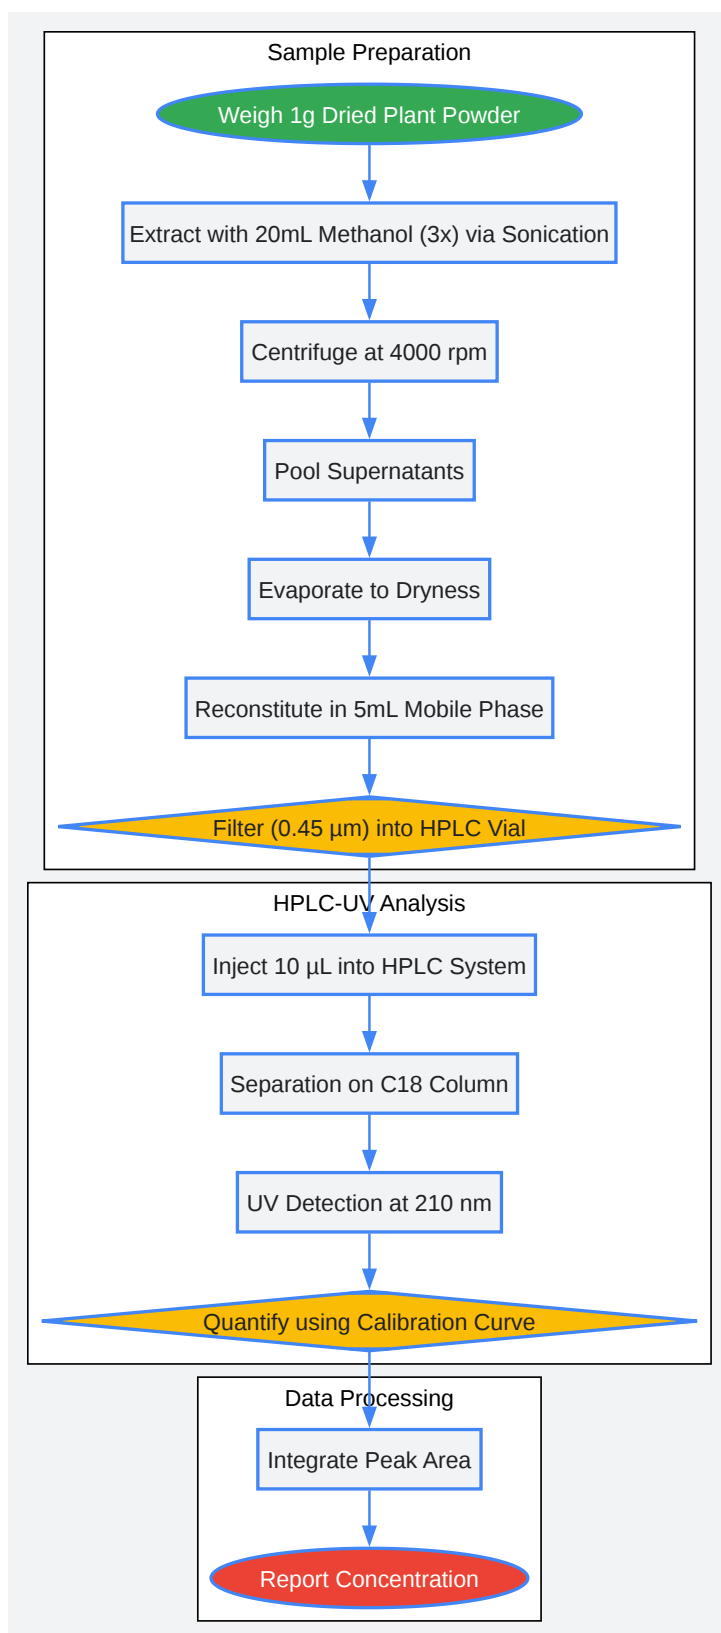 Sample Preparation
Weigh 1g Dried Plant Powder
Extract with 20mL Methanol (3x) via Sonication
Centrifuge at 4000 rpm
Pool Supernatants
Evaporate to Dryness
Reconstitute in 5mL Mobile Phase
Filter (0.45 µm) into HPLC Vial
HPLC-UV Analysis
Inject 10 µL into HPLC System
Separation on C18 Column
UV Detection at 210 nm
Quantify using Calibration Curve
Data Processing
Integrate Peak Area
Report Concentration